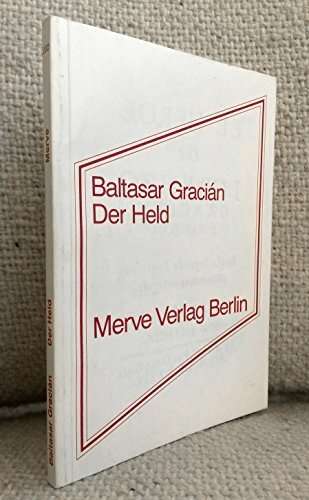 Baltasar Gracián
Der Held
Merve Verlag Berlin
Baltasar Gracián Der Held Merve